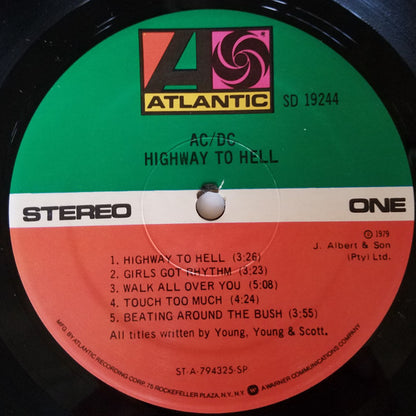 ATLANTIC SD 19244
AC/DC
HIGHWAY TO HELL
STEREO ONE
℗ 1979
J. Albert & Son
(Pty) Ltd.
1. HIGHWAY TO HELL (3:26)
2. GIRLS GOT RHYTHM (3:23)
3. WALK ALL OVER YOU (5:08)
4. TOUCH TOO MUCH (4:24)
5. BEATING AROUND THE BUSH (3:55)
All titles written by Young, Young & Scott.
ST-A-794325-SP
MFG. BY ATLANTIC RECORDING CORP., 75 ROCKEFELLER PLAZA, N.Y., N.Y. A WARNER COMMUNICATIONS COMPANY